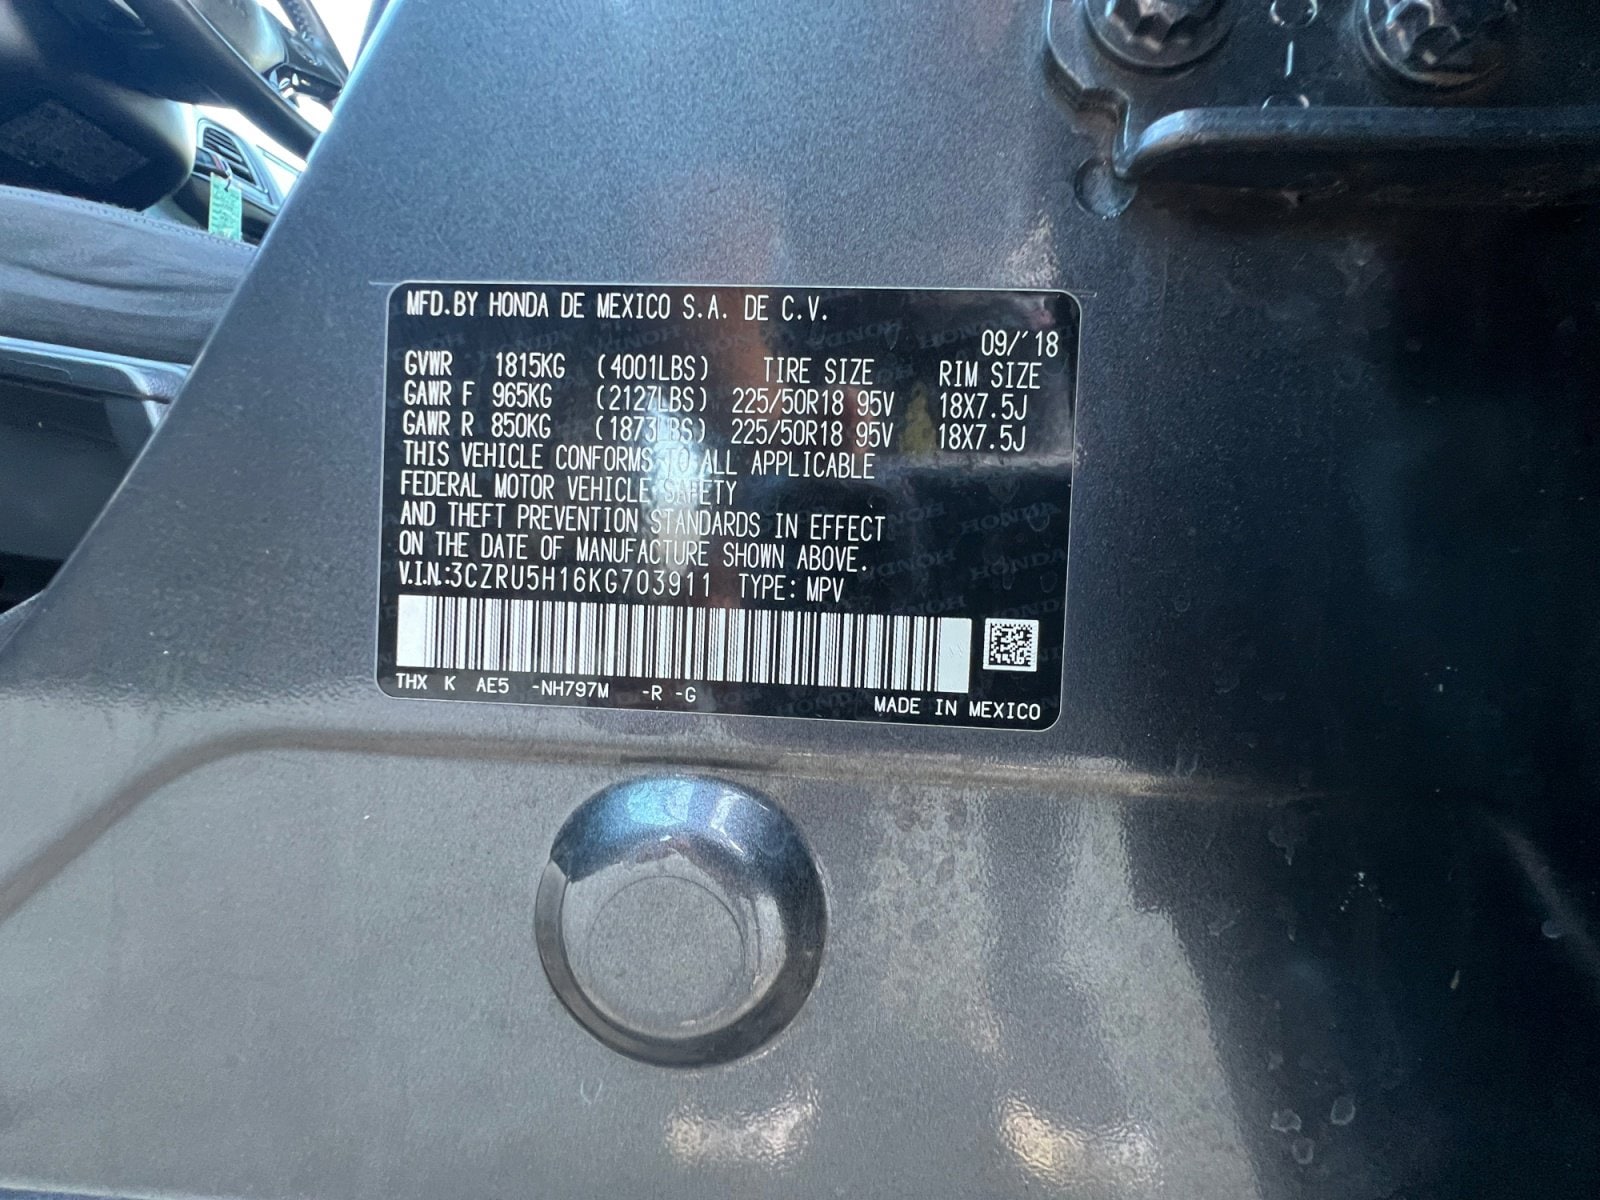 MFD.BY HONDA DE MEXICO S.A. DE C.V.
09/'18
GVWR 1815KG (4001LBS) TIRE SIZE RIM SIZE
GAWR F 965KG (2127LBS) 225/50R18 95V 18X7.5J
GAWR R 850KG (1873LBS) 225/50R18 95V 18X7.5J
THIS VEHICLE CONFORMS TO ALL APPLICABLE
FEDERAL MOTOR VEHICLE SAFETY
AND THEFT PREVENTION STANDARDS IN EFFECT
ON THE DATE OF MANUFACTURE SHOWN ABOVE.
V.I.N.:3CZRU5H16KG703911 TYPE: MPV
THX K AE5 -NH797M -R -G
MADE IN MEXICO